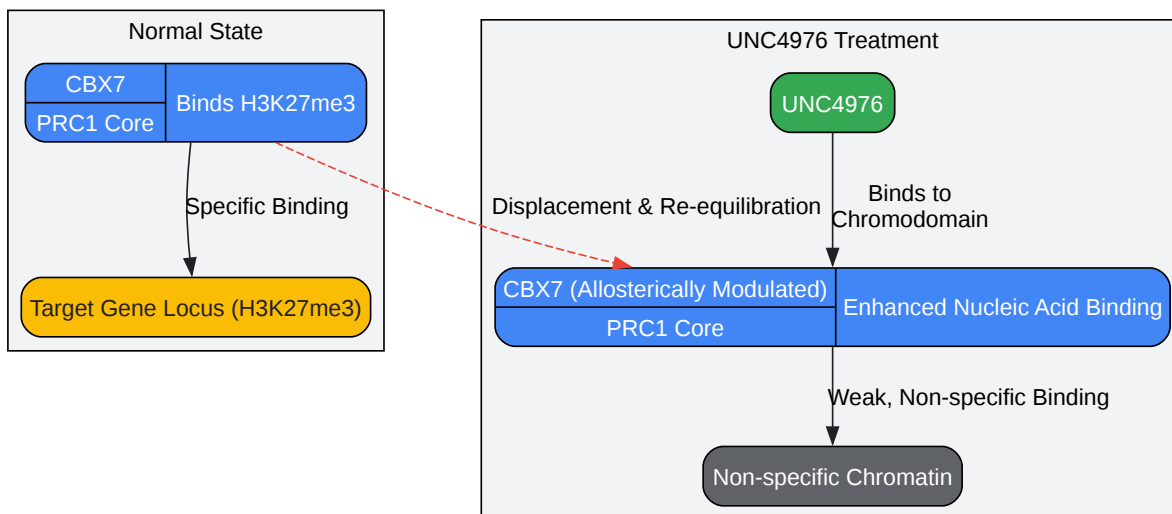 Normal State
CBX7
PRC1 Core
Binds H3K27me3
Specific Binding
Target Gene Locus (H3K27me3)
Displacement & Re-equilibration
UNC4976 Treatment
UNC4976
Binds to
Chromodomain
CBX7 (Allosterically Modulated)
PRC1 Core
Enhanced Nucleic Acid Binding
Weak, Non-specific Binding
Non-specific Chromatin